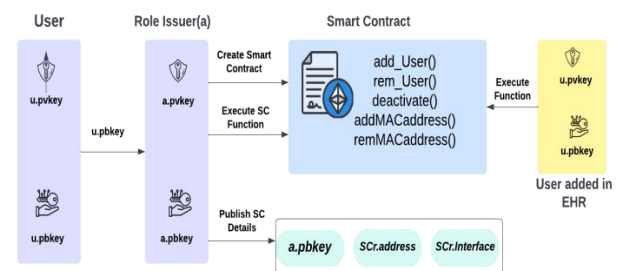 User
Role Issuer(a)
Smart Contract
u.pvkey
u.pbkey
u.pbkey
a.pvkey
a.pbkey
Create Smart
Contract
Execute SC
Function
Publish SC
Details
add_User()
rem_User()
deactivate()
addMACaddress()
remMACaddress()
Execute
Function
u.pvkey
u.pbkey
User added in
EHR
a.pbkey
SCr.address
SCr.Interface